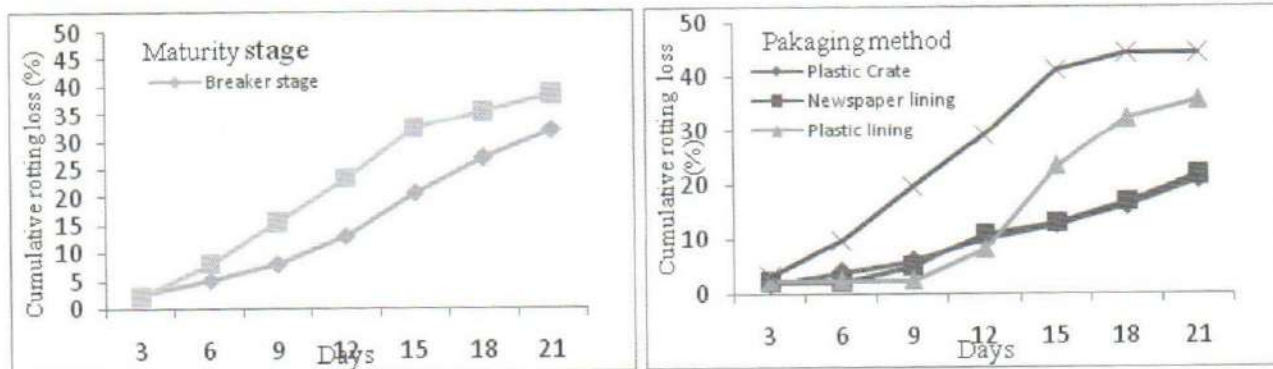 Maturity stage
Breaker stage
Cumulative rotting loss (%)
50
45
40
35
30
25
20
15
10
5
0
3 6 9 12 15 18 21
Days
Pakaging method
Plastic Crate
Newspaper lining
Plastic lining
Cumulative rotting loss
(%)
50
40
30
20
10
0
3 6 9 12 15 18 21
Days